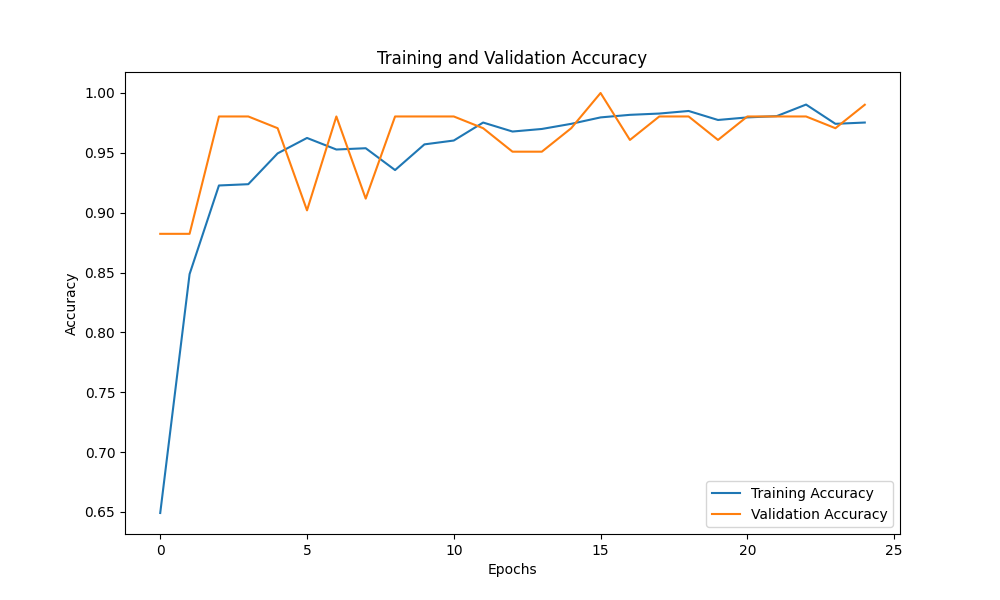 Training and Validation Accuracy
1.00
0.95
0.90
0.85
0.80
0.75
0.70
0.65
Accuracy
0 5 10 15 20 25
Epochs
Training Accuracy
Validation Accuracy